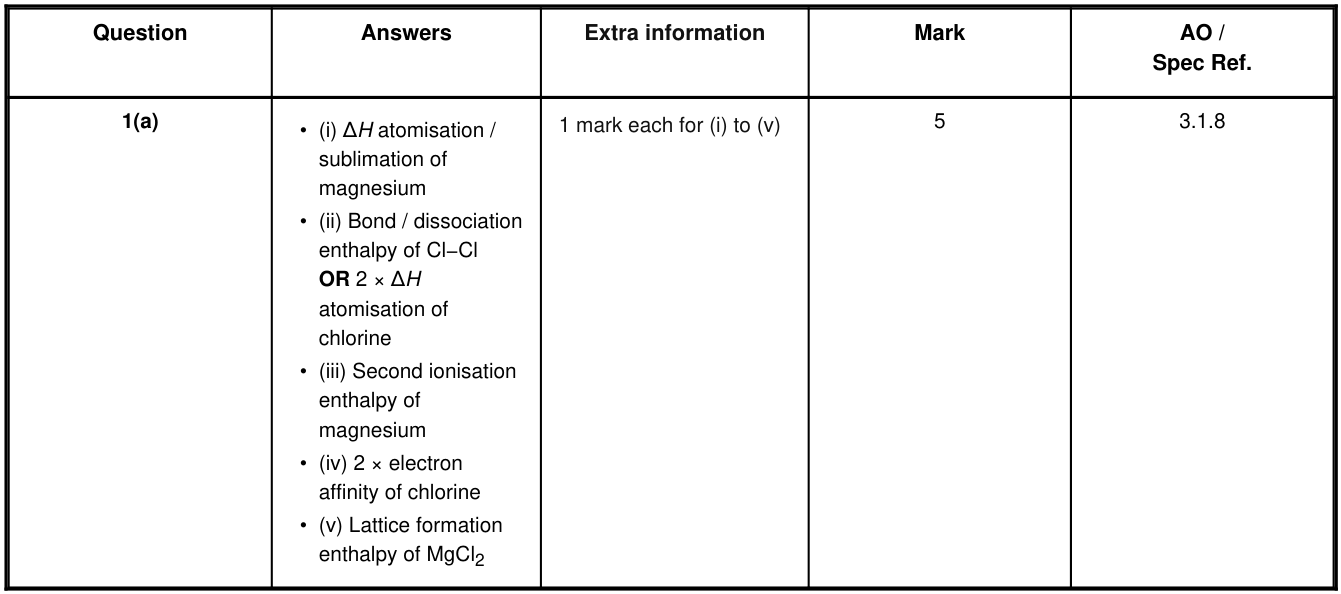 Question Answers Extra information Mark AO /
Spec Ref.
1(a)
• (i) ΔH atomisation /
sublimation of
magnesium
• (ii) Bond / dissociation
enthalpy of Cl–Cl
OR 2 × ΔH
atomisation of
chlorine
• (iii) Second ionisation
enthalpy of
magnesium
• (iv) 2 × electron
affinity of chlorine
• (v) Lattice formation
enthalpy of MgCl₂
1 mark each for (i) to (v)
5
3.1.8